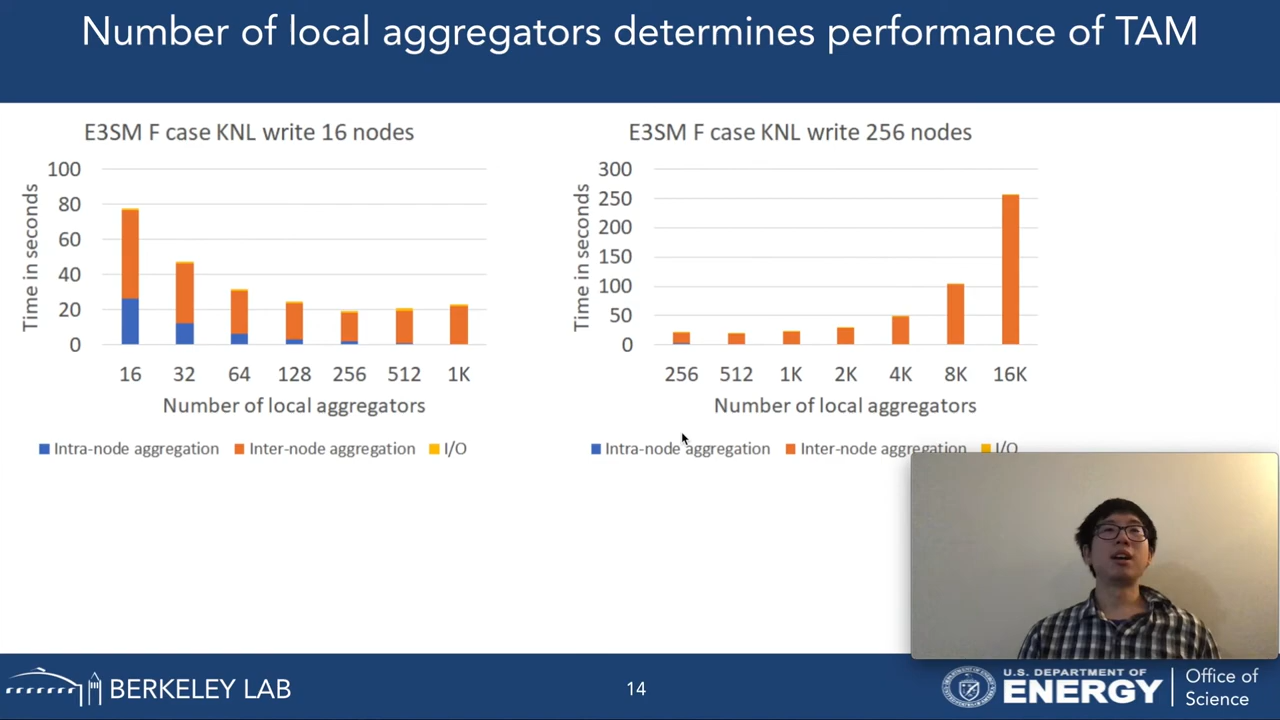 Number of local aggregators determines performance of TAM
E3SM F case KNL write 16 nodes
Time in seconds
100
80
60
40
20
0
16 32 64 128 256 512 1K
Number of local aggregators
Intra-node aggregation Inter-node aggregation I/O
E3SM F case KNL write 256 nodes
Time in seconds
300
250
200
150
100
50
0
256 512 1K 2K 4K 8K 16K
Number of local aggregators
Intra-node aggregation Inter-node aggregation I/O
BERKELEY LAB
14
U.S. DEPARTMENT OF
ENERGY
Office of
Science